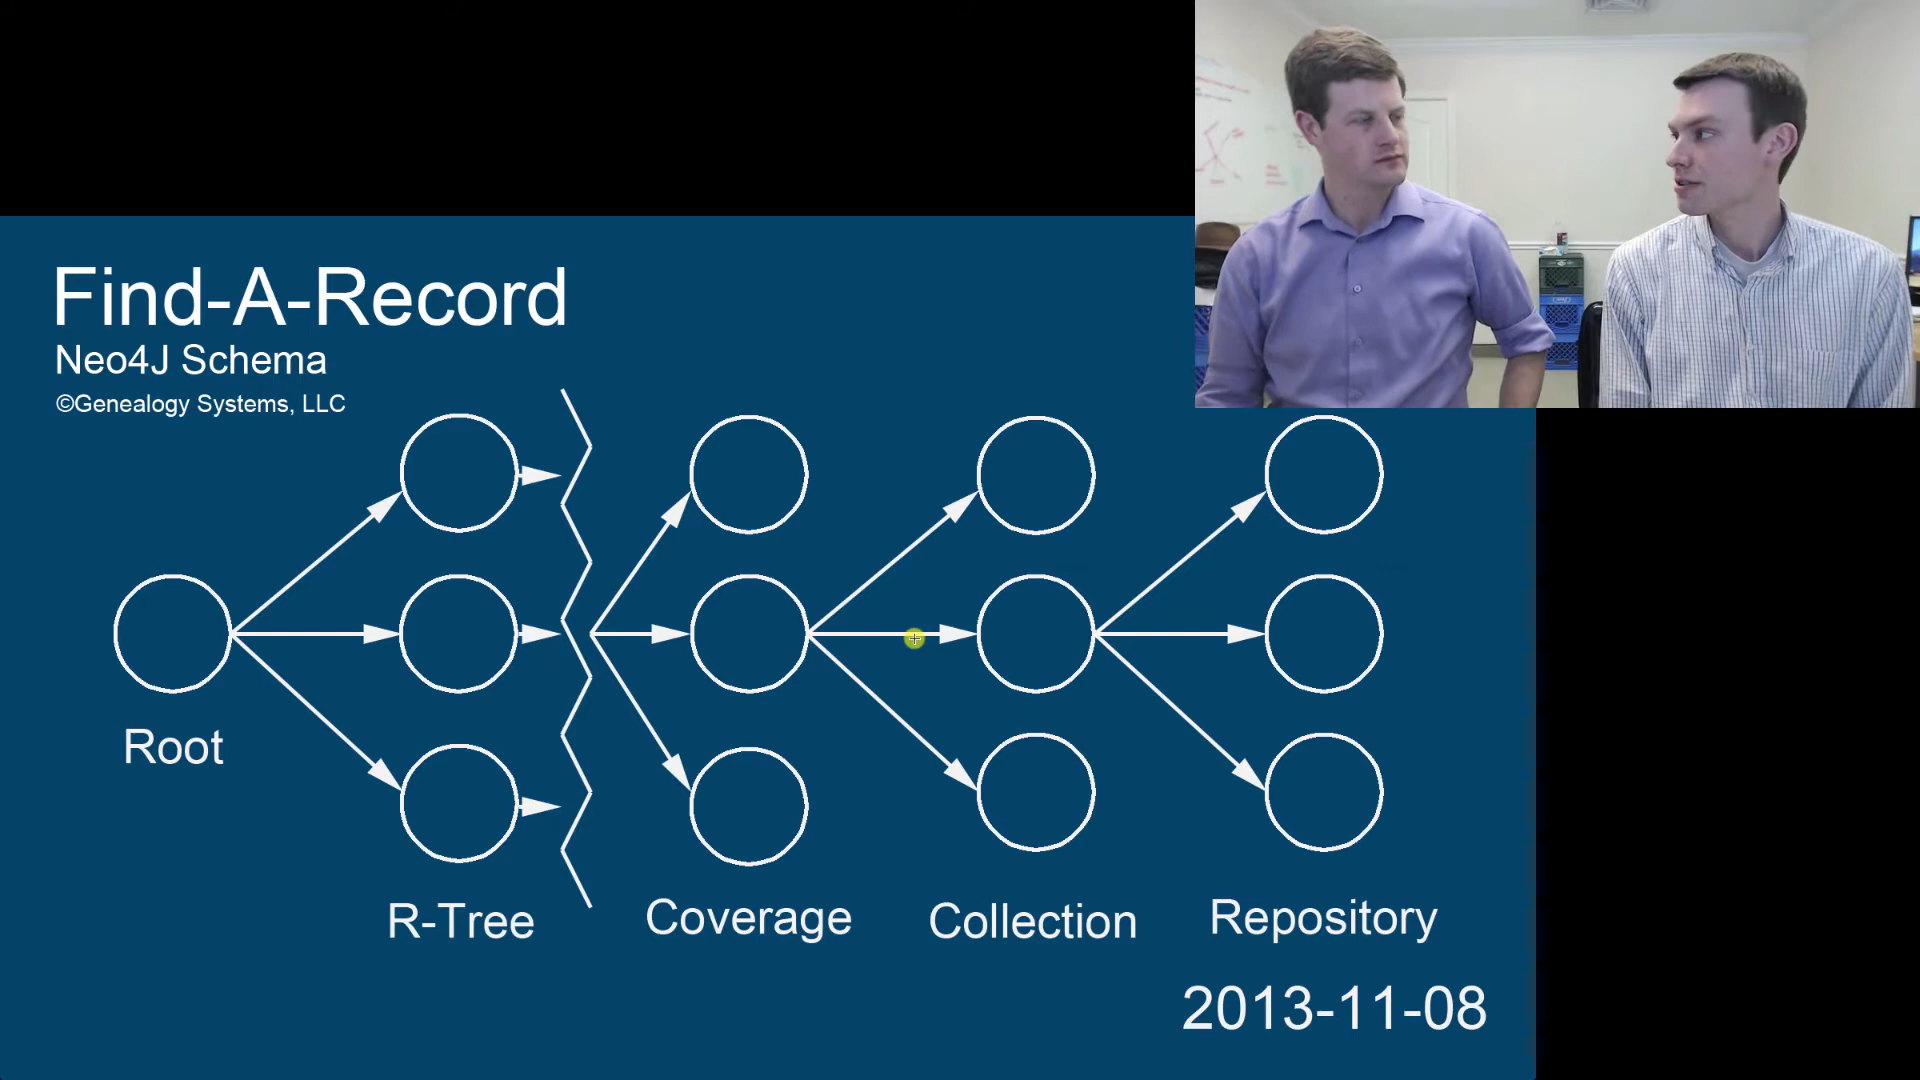 Find-A-Record
Neo4J Schema
©Genealogy Systems, LLC
Root
R-Tree
Coverage
Collection
Repository
2013-11-08